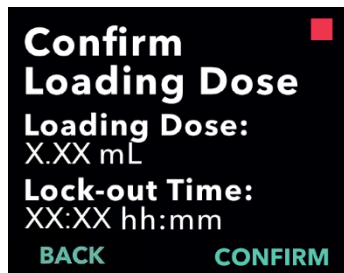 Confirm
Loading Dose
Loading Dose:
X.XX mL
Lock-out Time:
XX:XX hh:mm
BACK CONFIRM